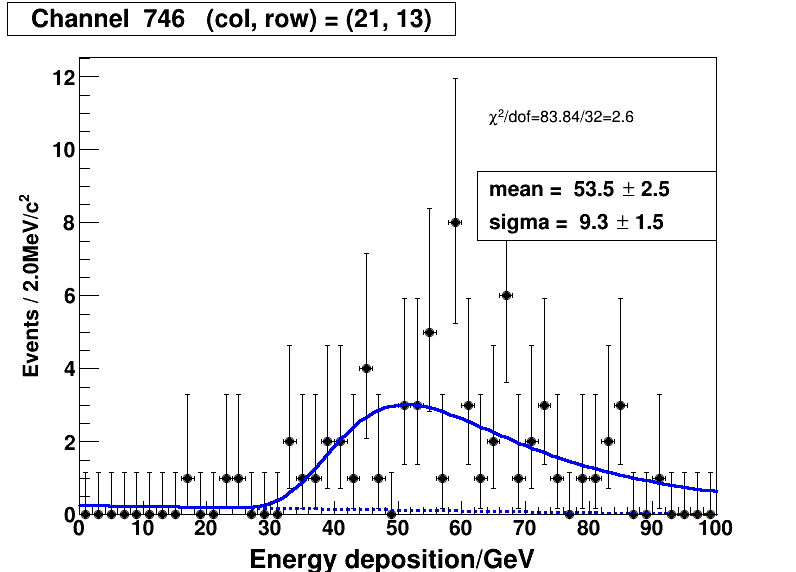 Channel  746   (col, row) = (21, 13)
χ²/dof=83.84/32=2.6
mean =  53.5 ± 2.5
sigma =  9.3 ± 1.5
Events / 2.0MeV/c²
12
10
8
6
4
2
0
0 10 20 30 40 50 60 70 80 90 100
Energy deposition/GeV